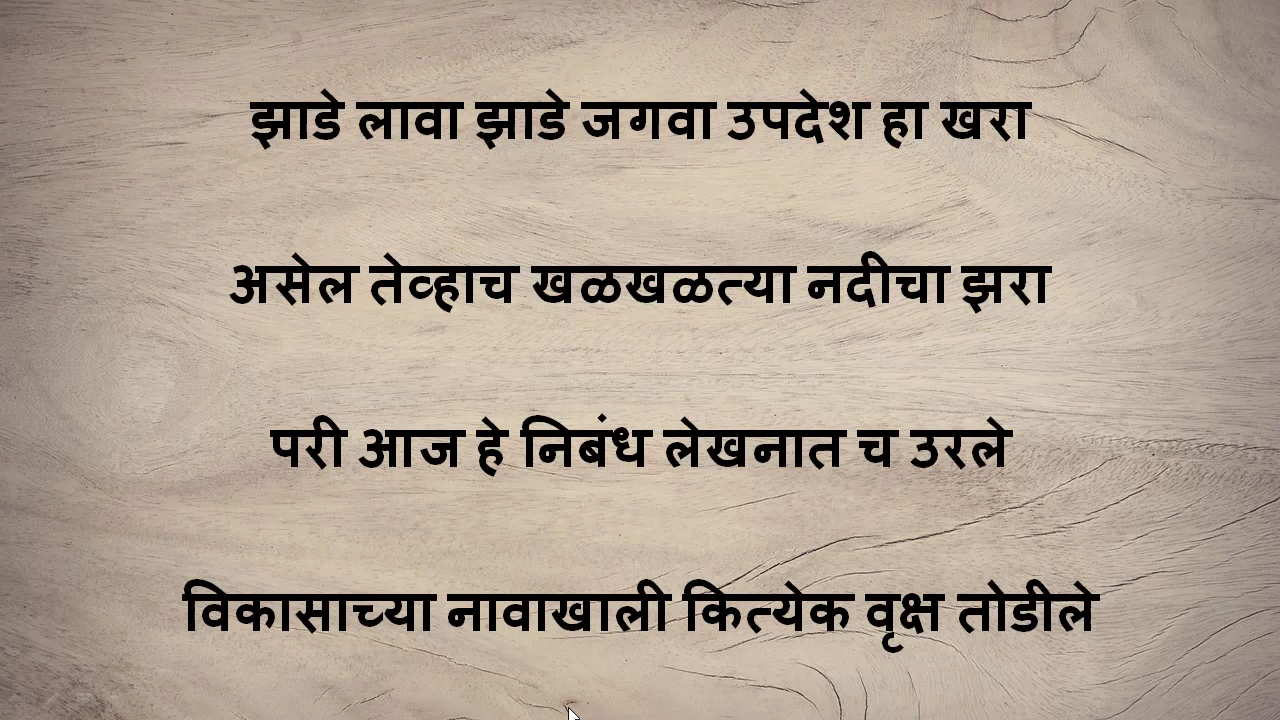 झाडे लावा झाडे जगवा उपदेश हा खरा
असेल तेव्हाच खळखळत्या नदीचा झरा
परी आज हे निबंध लेखनात च उरले
विकासाच्या नावाखाली कित्येक वृक्ष तोडीले